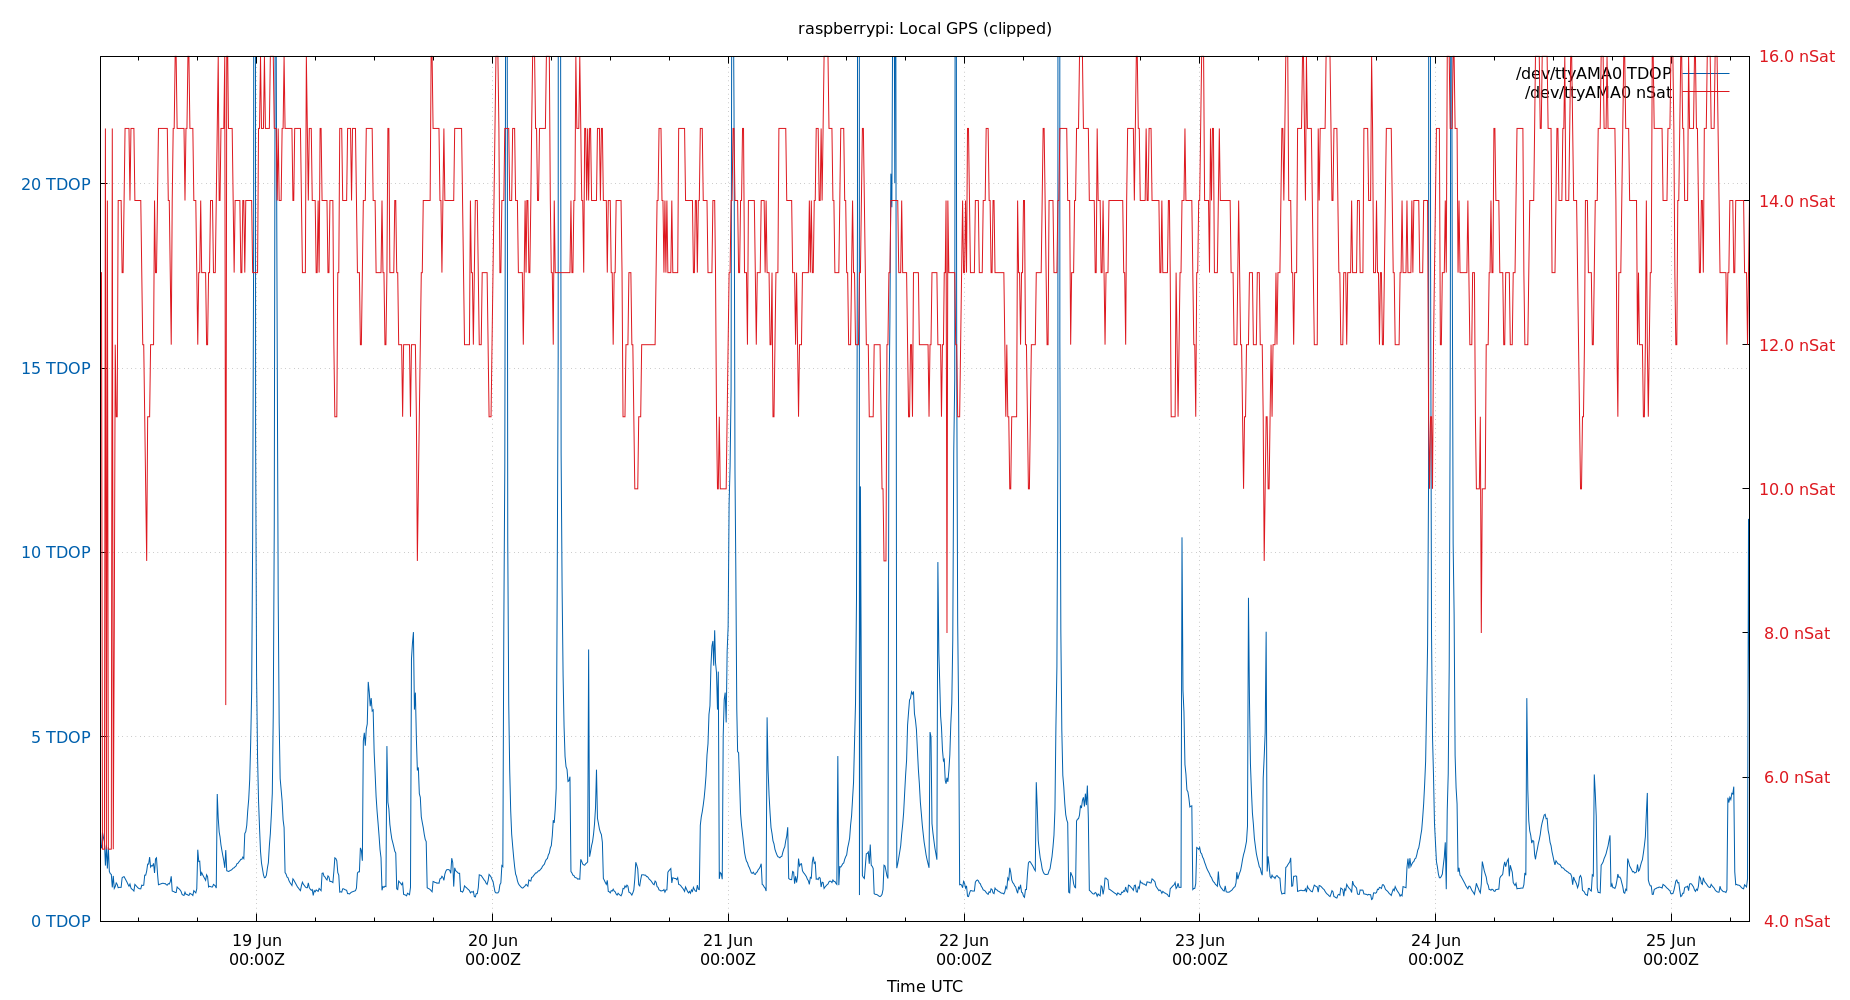 raspberrypi: Local GPS (clipped)
16.0 nSat
/dev/ttyAMA0 TDOP
/dev/ttyAMA0 nSat
20 TDOP
14.0 nSat
15 TDOP
12.0 nSat
10.0 nSat
10 TDOP
8.0 nSat
5 TDOP
6.0 nSat
0 TDOP
4.0 nSat
19 Jun 20 Jun 21 Jun 22 Jun 23 Jun 24 Jun 25 Jun
00:00Z 00:00Z 00:00Z 00:00Z 00:00Z 00:00Z 00:00Z
Time UTC